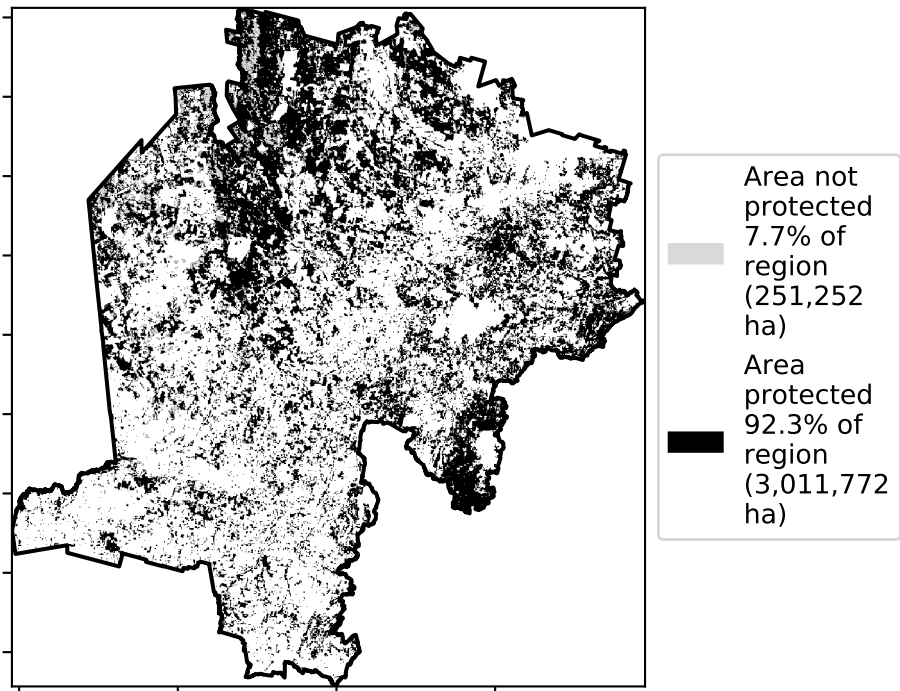 Area not
protected
7.7% of
region
(251,252
ha)
Area
protected
92.3% of
region
(3,011,772
ha)